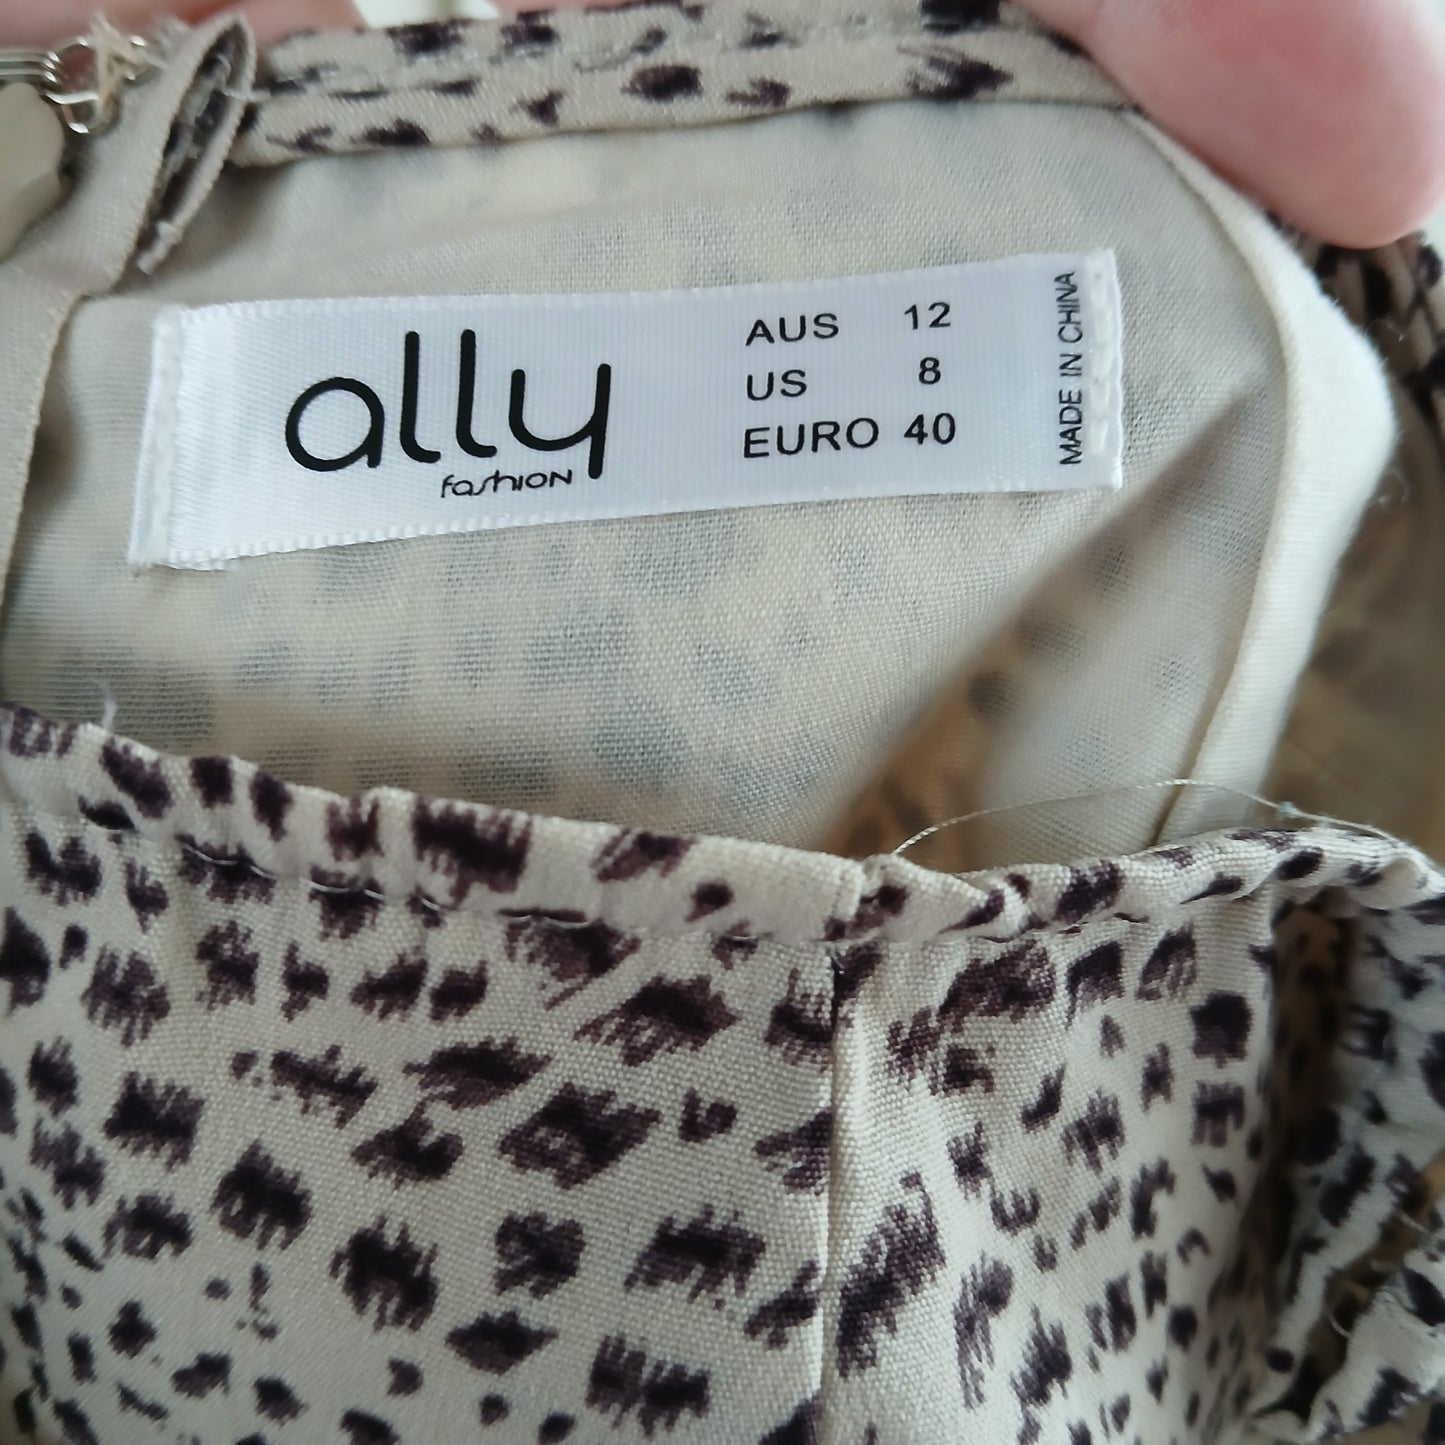 ally
fashion
AUS 12
US 8
EURO 40
MADE IN CHINA